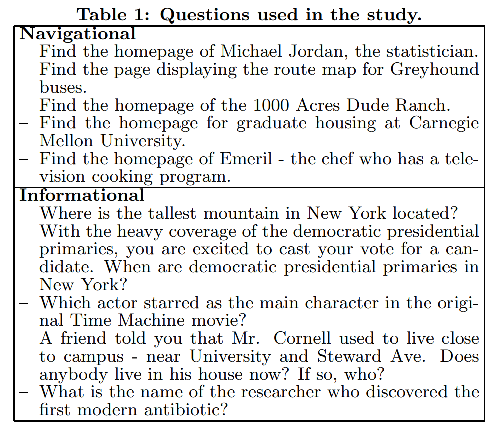 Table 1: Questions used in the study.
Navigational
Find the homepage of Michael Jordan, the statistician.
Find the page displaying the route map for Greyhound
buses.
Find the homepage of the 1000 Acres Dude Ranch.
– Find the homepage for graduate housing at Carnegie
Mellon University.
– Find the homepage of Emeril - the chef who has a tele-
vision cooking program.
Informational
Where is the tallest mountain in New York located?
With the heavy coverage of the democratic presidential
primaries, you are excited to cast your vote for a can-
didate. When are democratic presidential primaries in
New York?
– Which actor starred as the main character in the origi-
nal Time Machine movie?
A friend told you that Mr. Cornell used to live close
to campus - near University and Steward Ave. Does
anybody live in his house now? If so, who?
– What is the name of the researcher who discovered the
first modern antibiotic?